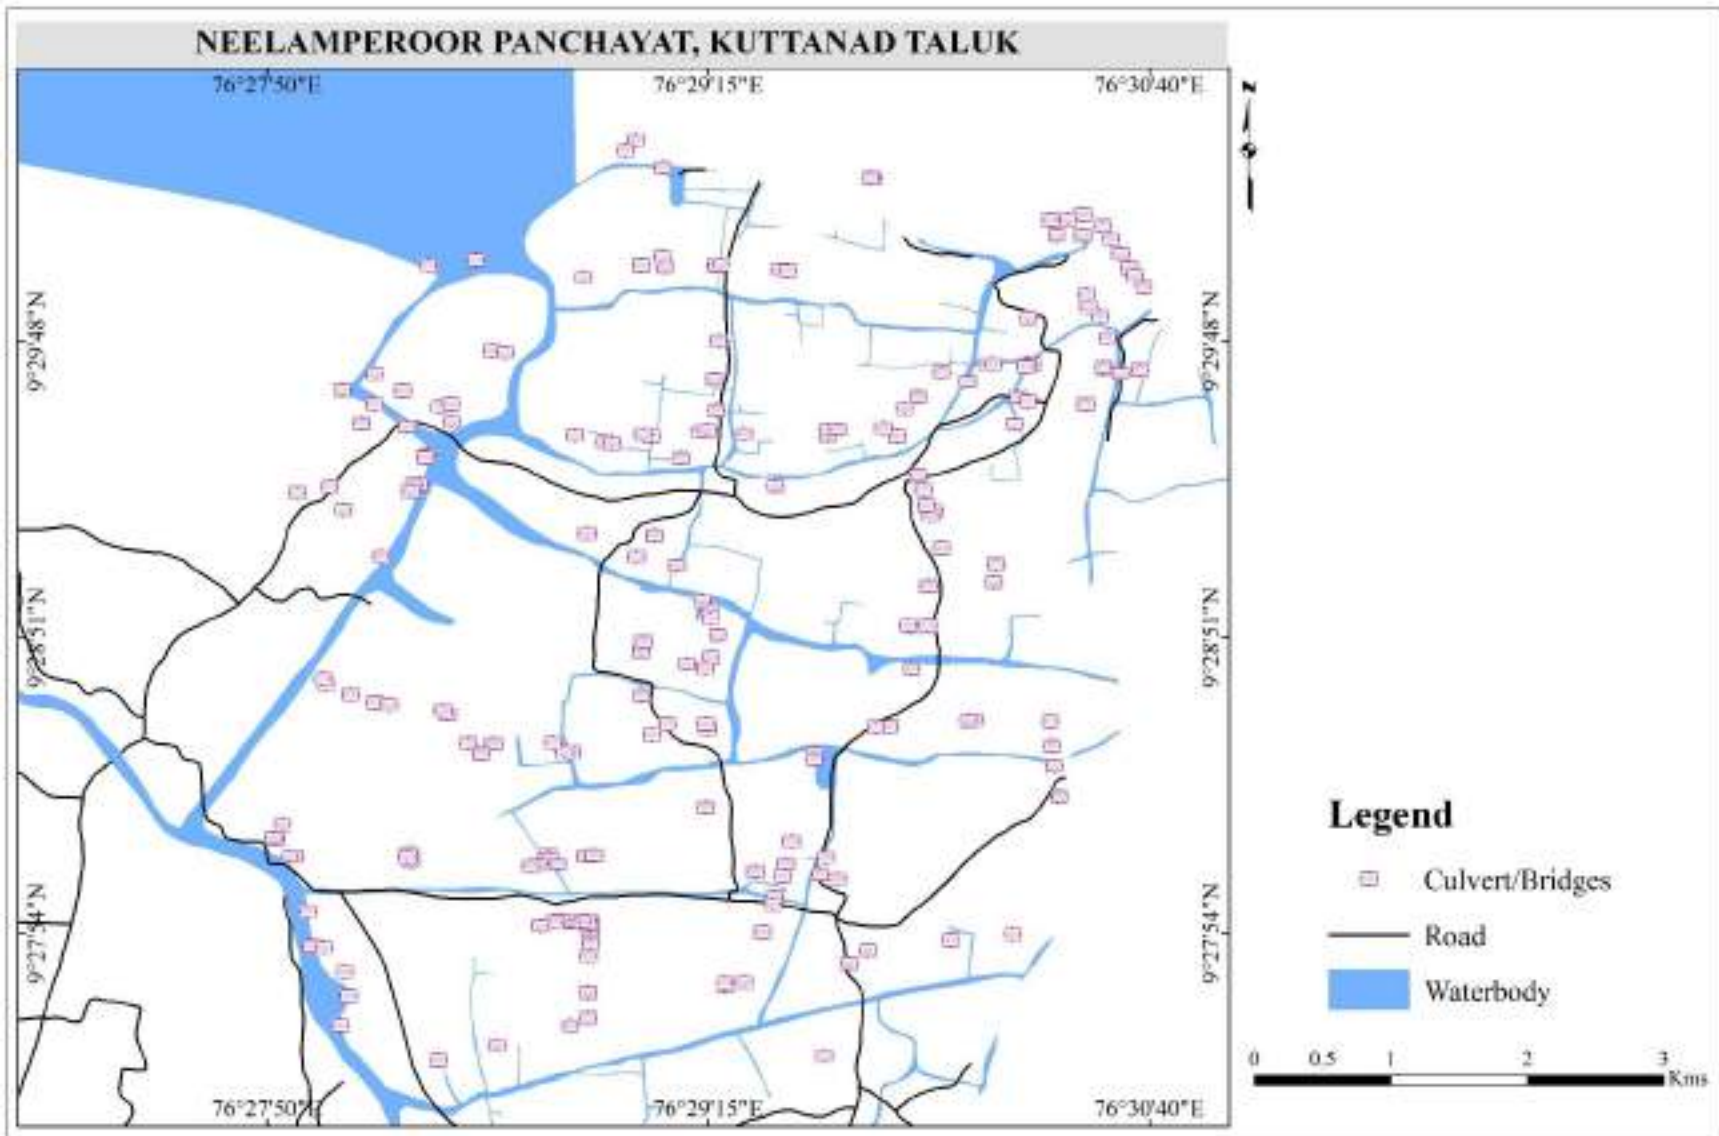 NEELAMPEROOR PANCHAYAT, KUTTANAD TALUK
76°27'50"E 76°29'15"E 76°30'40"E
N
9°29'48"N 9°29'48"N
9°28'51"N 9°28'51"N
9°27'54"N 9°27'54"N
Legend
Culvert/Bridges
Road
Waterbody
0 0.5 1 2 3
Kms
76°27'50"E 76°29'15"E 76°30'40"E